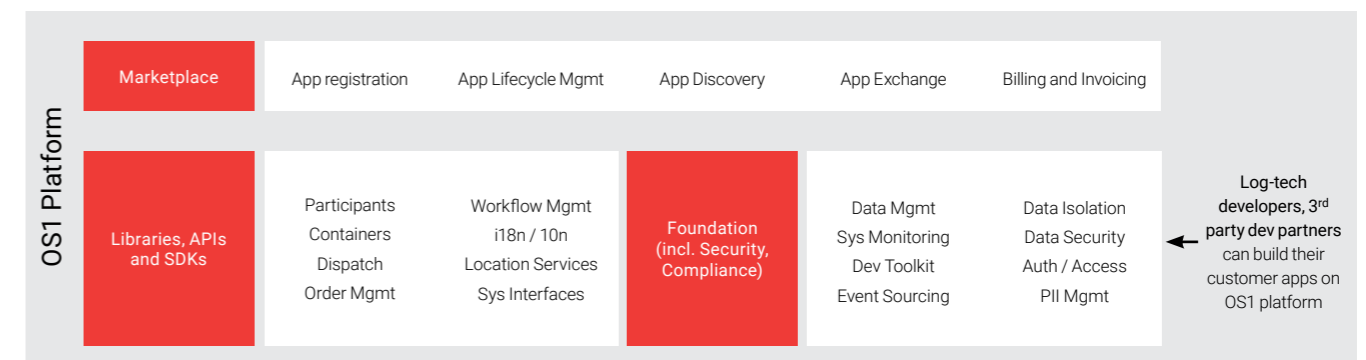 OS1 Platform
Marketplace
App registration
App Lifecycle Mgmt
App Discovery
App Exchange
Billing and Invoicing
Libraries, APIs
and SDKs
Participants
Containers
Dispatch
Order Mgmt
Workflow Mgmt
i18n / 10n
Location Services
Sys Interfaces
Foundation
(incl. Security,
Compliance)
Data Mgmt
Sys Monitoring
Dev Toolkit
Event Sourcing
Data Isolation
Data Security
Auth / Access
PII Mgmt
Log-tech
developers, 3rd
party dev partners
can build their
customer apps on
OS1 platform